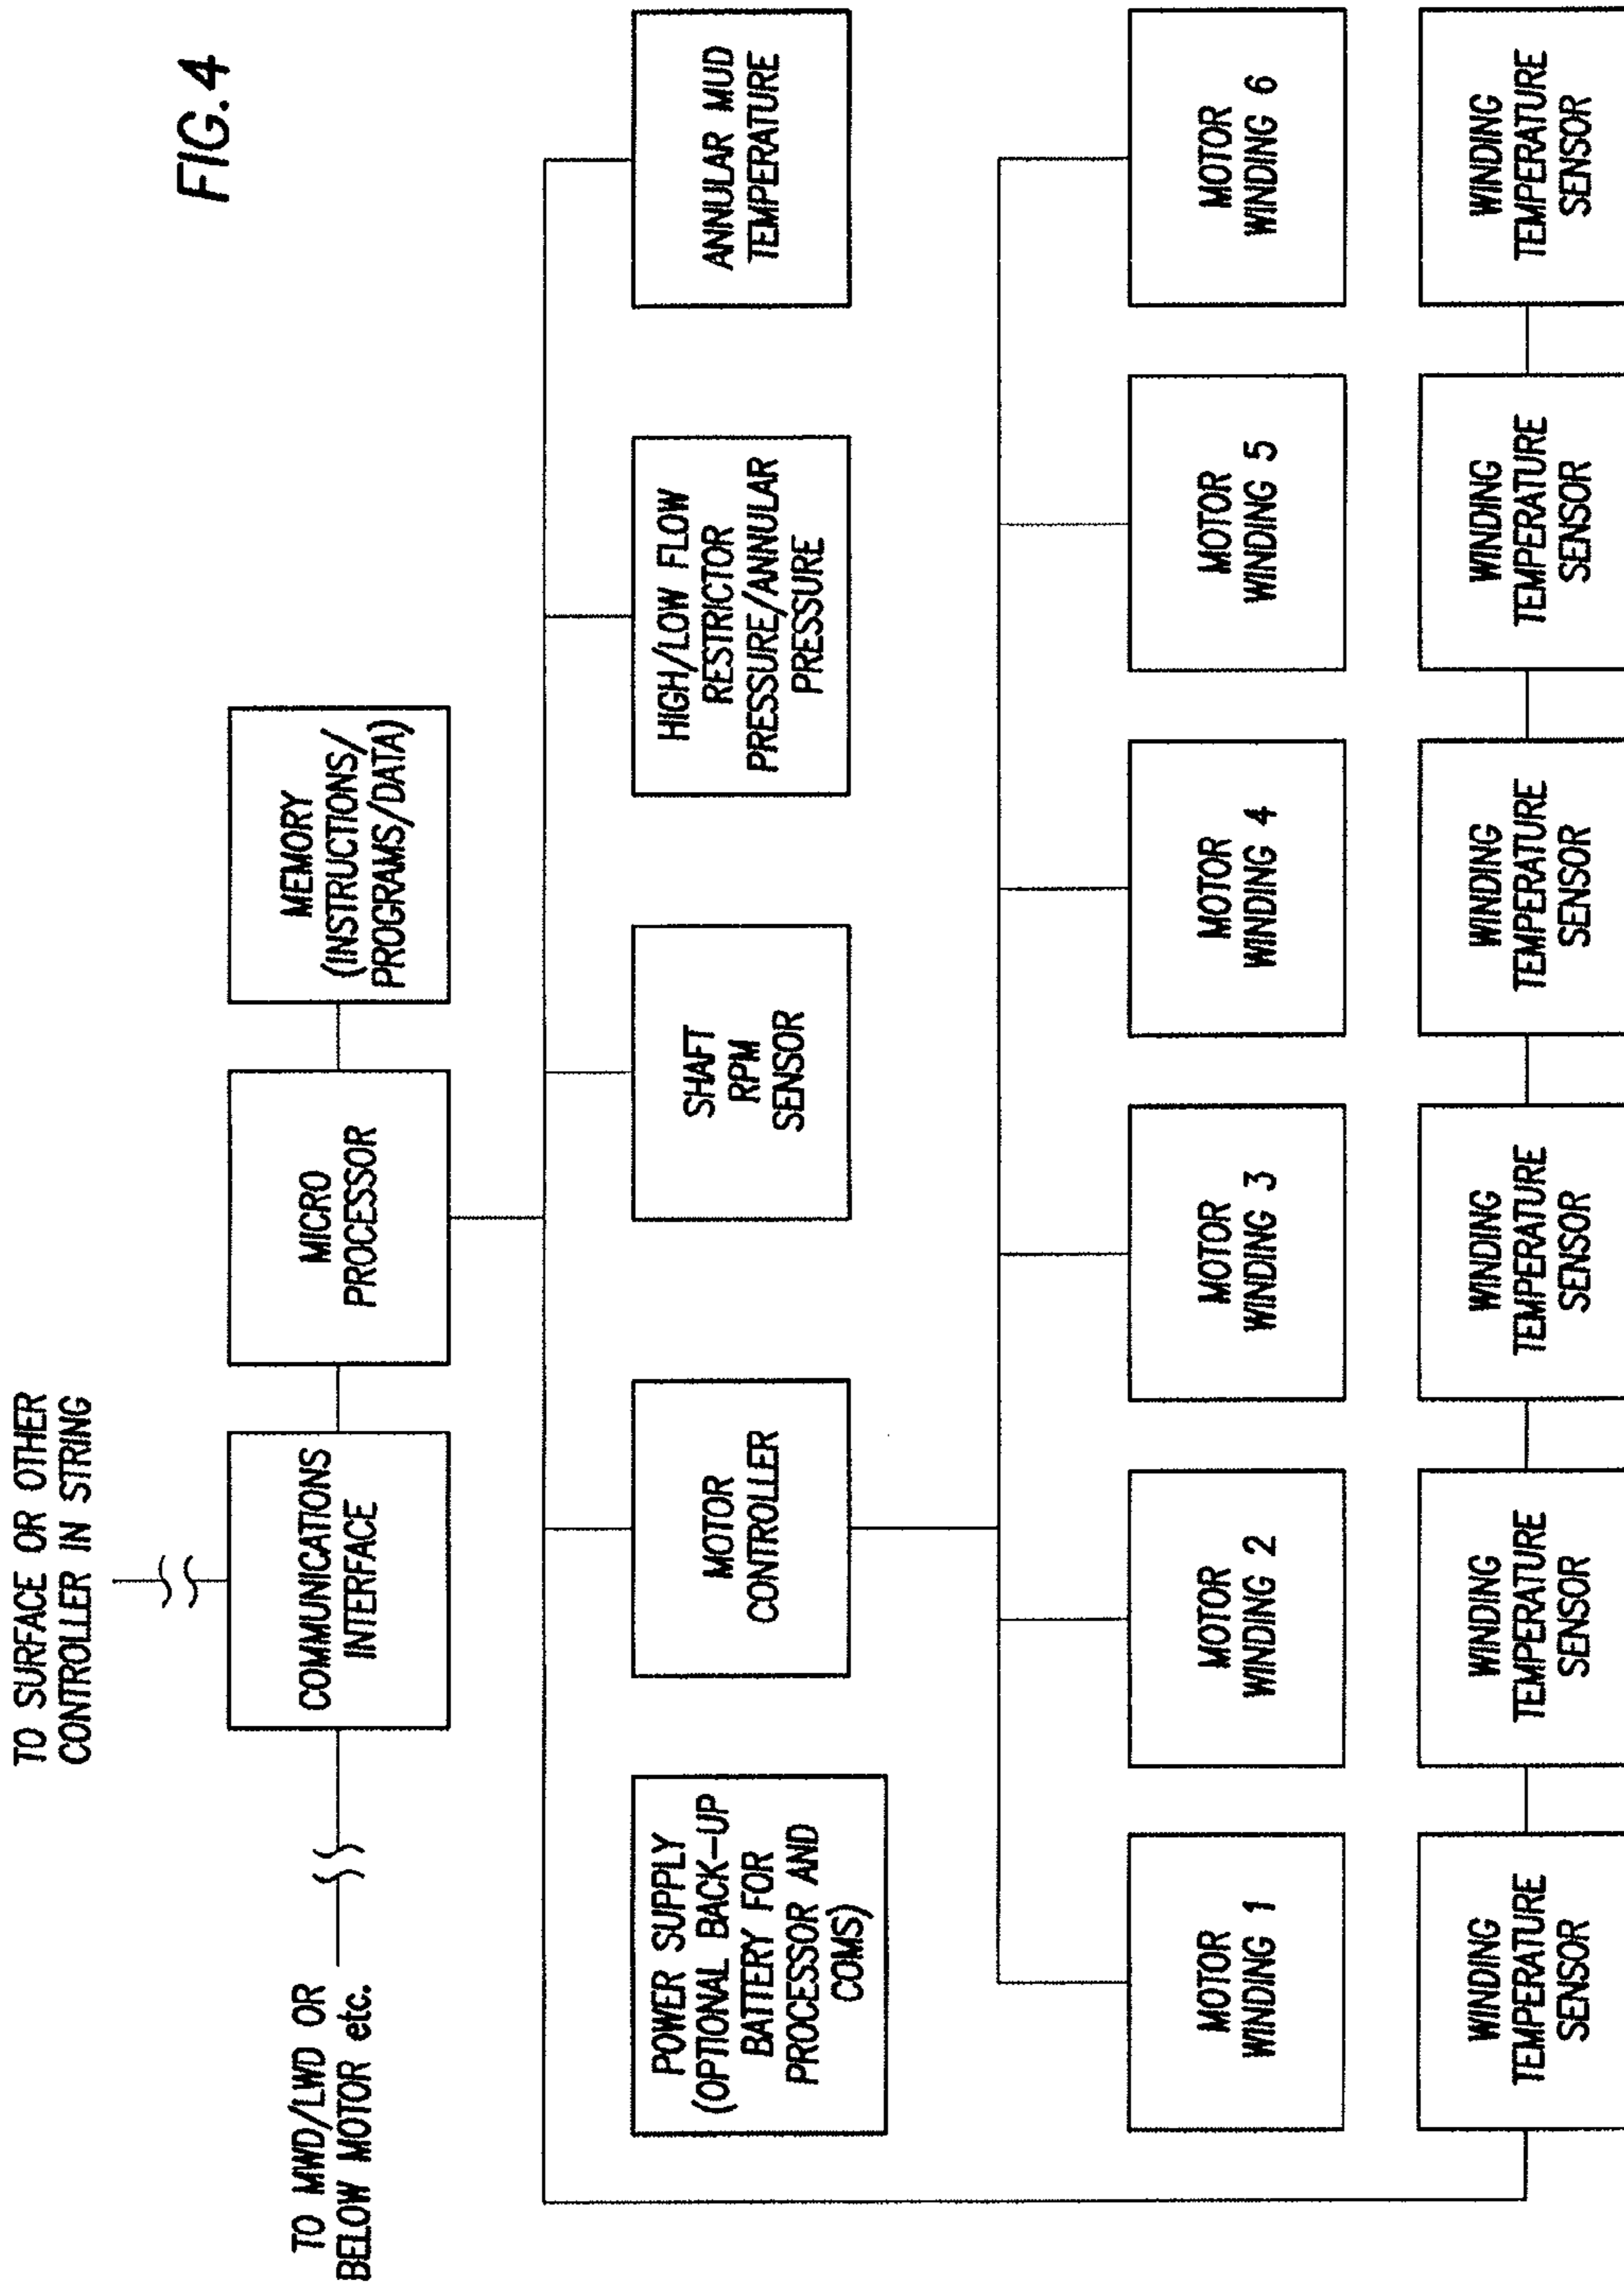 FIG. 4
TO SURFACE OR OTHER
CONTROLLER IN STRING
TO MWD/LWD OR
BELOW MOTOR etc.
COMMUNICATIONS
INTERFACE
MICRO
PROCESSOR
MEMORY
(INSTRUCTIONS/
PROGRAMS/DATA)
POWER SUPPLY
(OPTIONAL BACK-UP
BATTERY FOR
PROCESSOR AND
COMS)
MOTOR
CONTROLLER
SHAFT
RPM
SENSOR
HIGH/LOW FLOW
RESTRICTOR
PRESSURE/ANNULAR
PRESSURE
ANNULAR MUD
TEMPERATURE
MOTOR
WINDING 1
MOTOR
WINDING 2
MOTOR
WINDING 3
MOTOR
WINDING 4
MOTOR
WINDING 5
MOTOR
WINDING 6
WINDING
TEMPERATURE
SENSOR
WINDING
TEMPERATURE
SENSOR
WINDING
TEMPERATURE
SENSOR
WINDING
TEMPERATURE
SENSOR
WINDING
TEMPERATURE
SENSOR
WINDING
TEMPERATURE
SENSOR